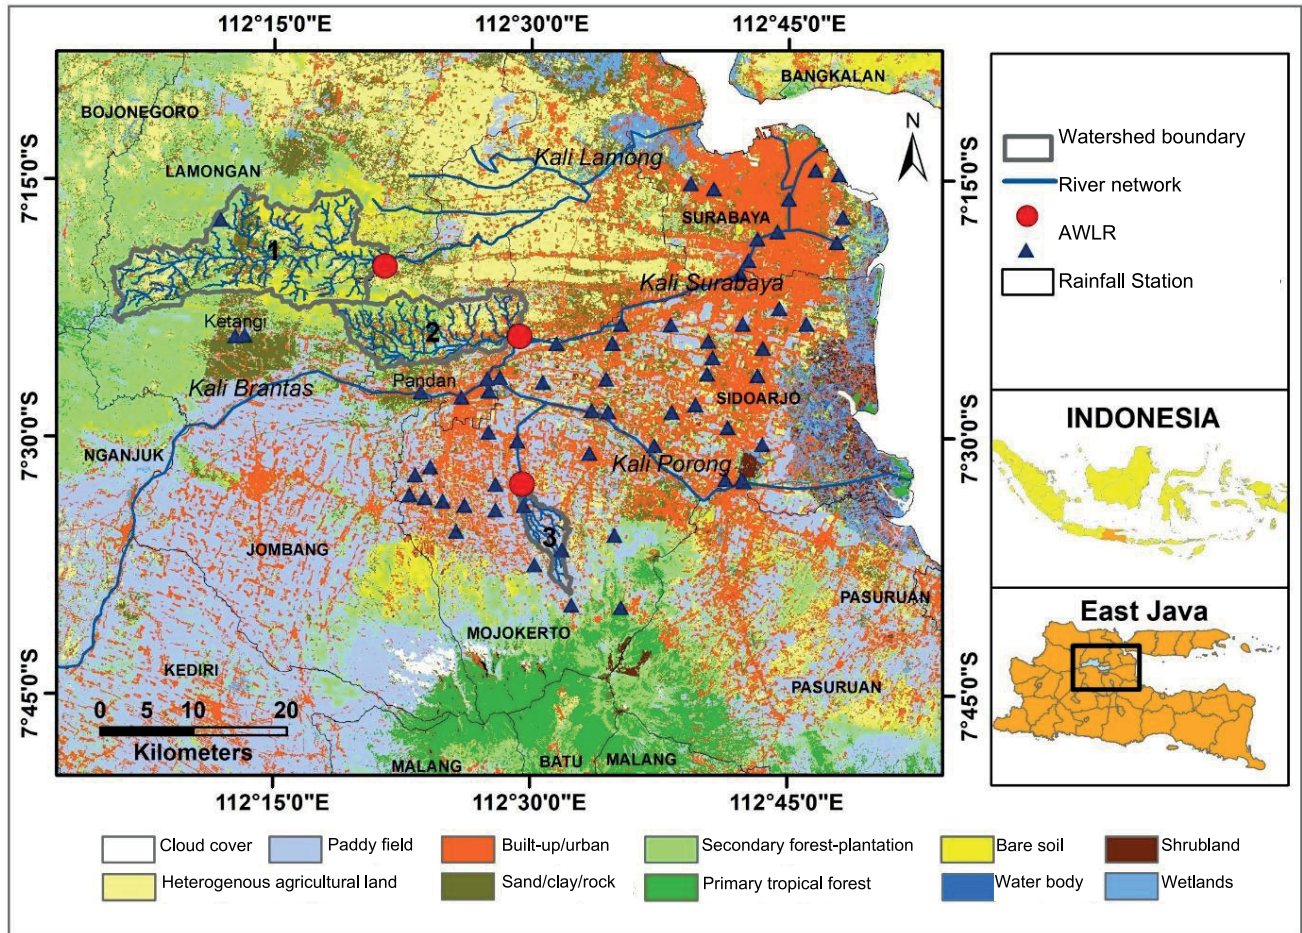 112°15'0"E 112°30'0"E 112°45'0"E
BANGKALAN
BOJONEGORO
N
Kali Lamong
LAMONGAN
7°15'0"S
7°15'0"S
SURABAYA
1
Kali Surabaya
Ketangi
2
Kali Brantas
Pandan
SIDOARJO
7°30'0"S
7°30'0"S
NGANJUK
Kali Porong
JOMBANG
3
PASURUAN
MOJOKERTO
KEDIRI
PASURUAN
7°45'0"S
7°45'0"S
0 5 10 20
Kilometers
MALANG
BATU
MALANG
112°15'0"E 112°30'0"E 112°45'0"E
Watershed boundary
River network
AWLR
Rainfall Station
INDONESIA
East Java
Cloud cover Paddy field Built-up/urban Secondary forest-plantation Bare soil Shrubland
Heterogenous agricultural land Sand/clay/rock Primary tropical forest Water body Wetlands